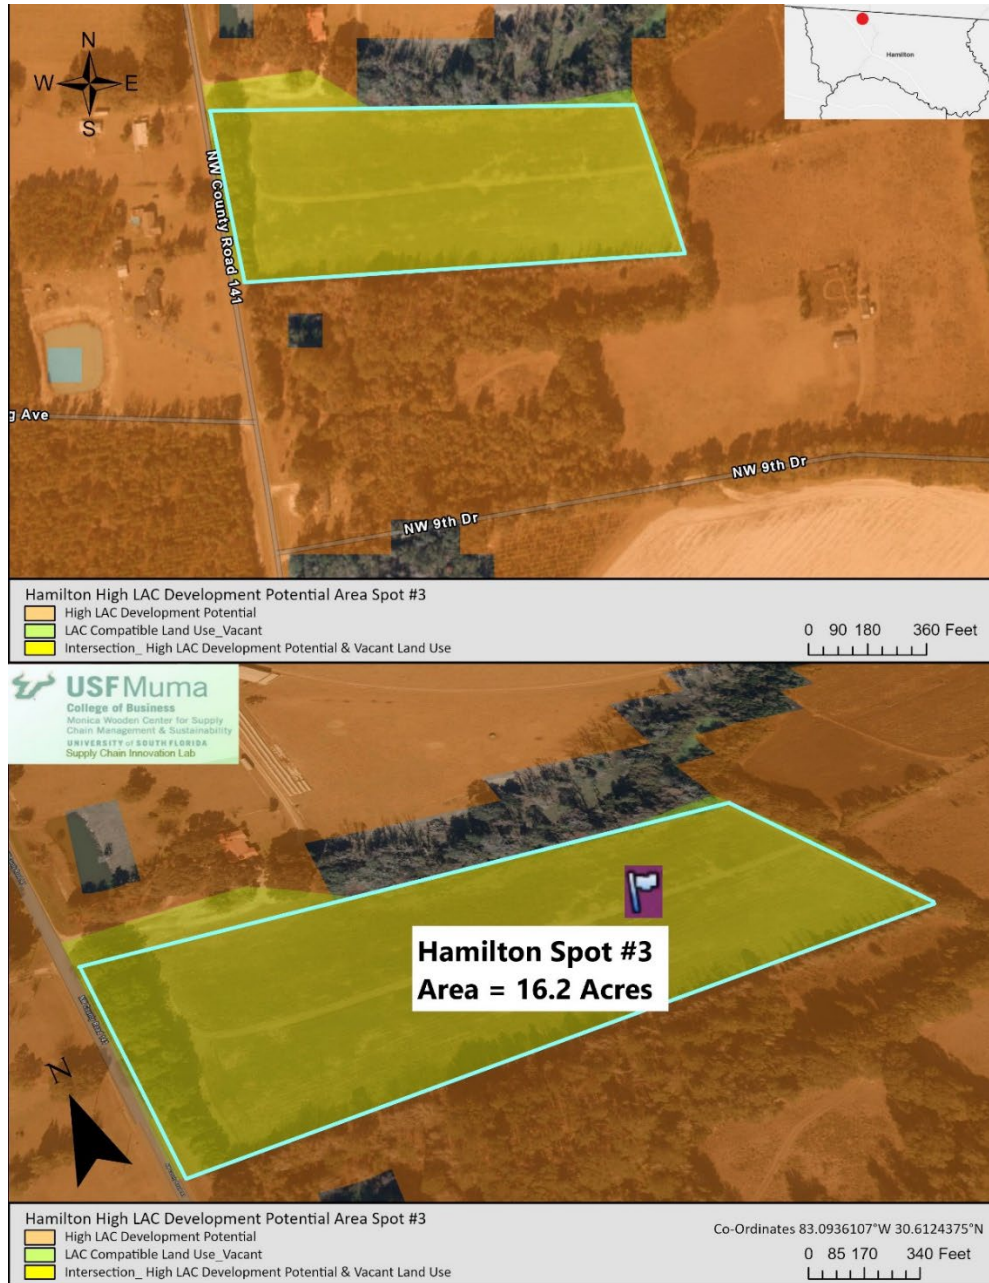 N
W E
S
Hamilton
NW County Road 141
g Ave
NW 9th Dr
NW 9th Dr
Hamilton High LAC Development Potential Area Spot #3
High LAC Development Potential
LAC Compatible Land Use_Vacant
Intersection_ High LAC Development Potential & Vacant Land Use
0 90 180 360 Feet
USF Muma
College of Business
Monica Wooden Center for Supply
Chain Management & Sustainability
UNIVERSITY of SOUTH FLORIDA
Supply Chain Innovation Lab
Hamilton Spot #3
Area = 16.2 Acres
NW County Road 141
N
Hamilton High LAC Development Potential Area Spot #3
High LAC Development Potential
LAC Compatible Land Use_Vacant
Intersection_ High LAC Development Potential & Vacant Land Use
Co-Ordinates 83.0936107°W 30.6124375°N
0 85 170 340 Feet